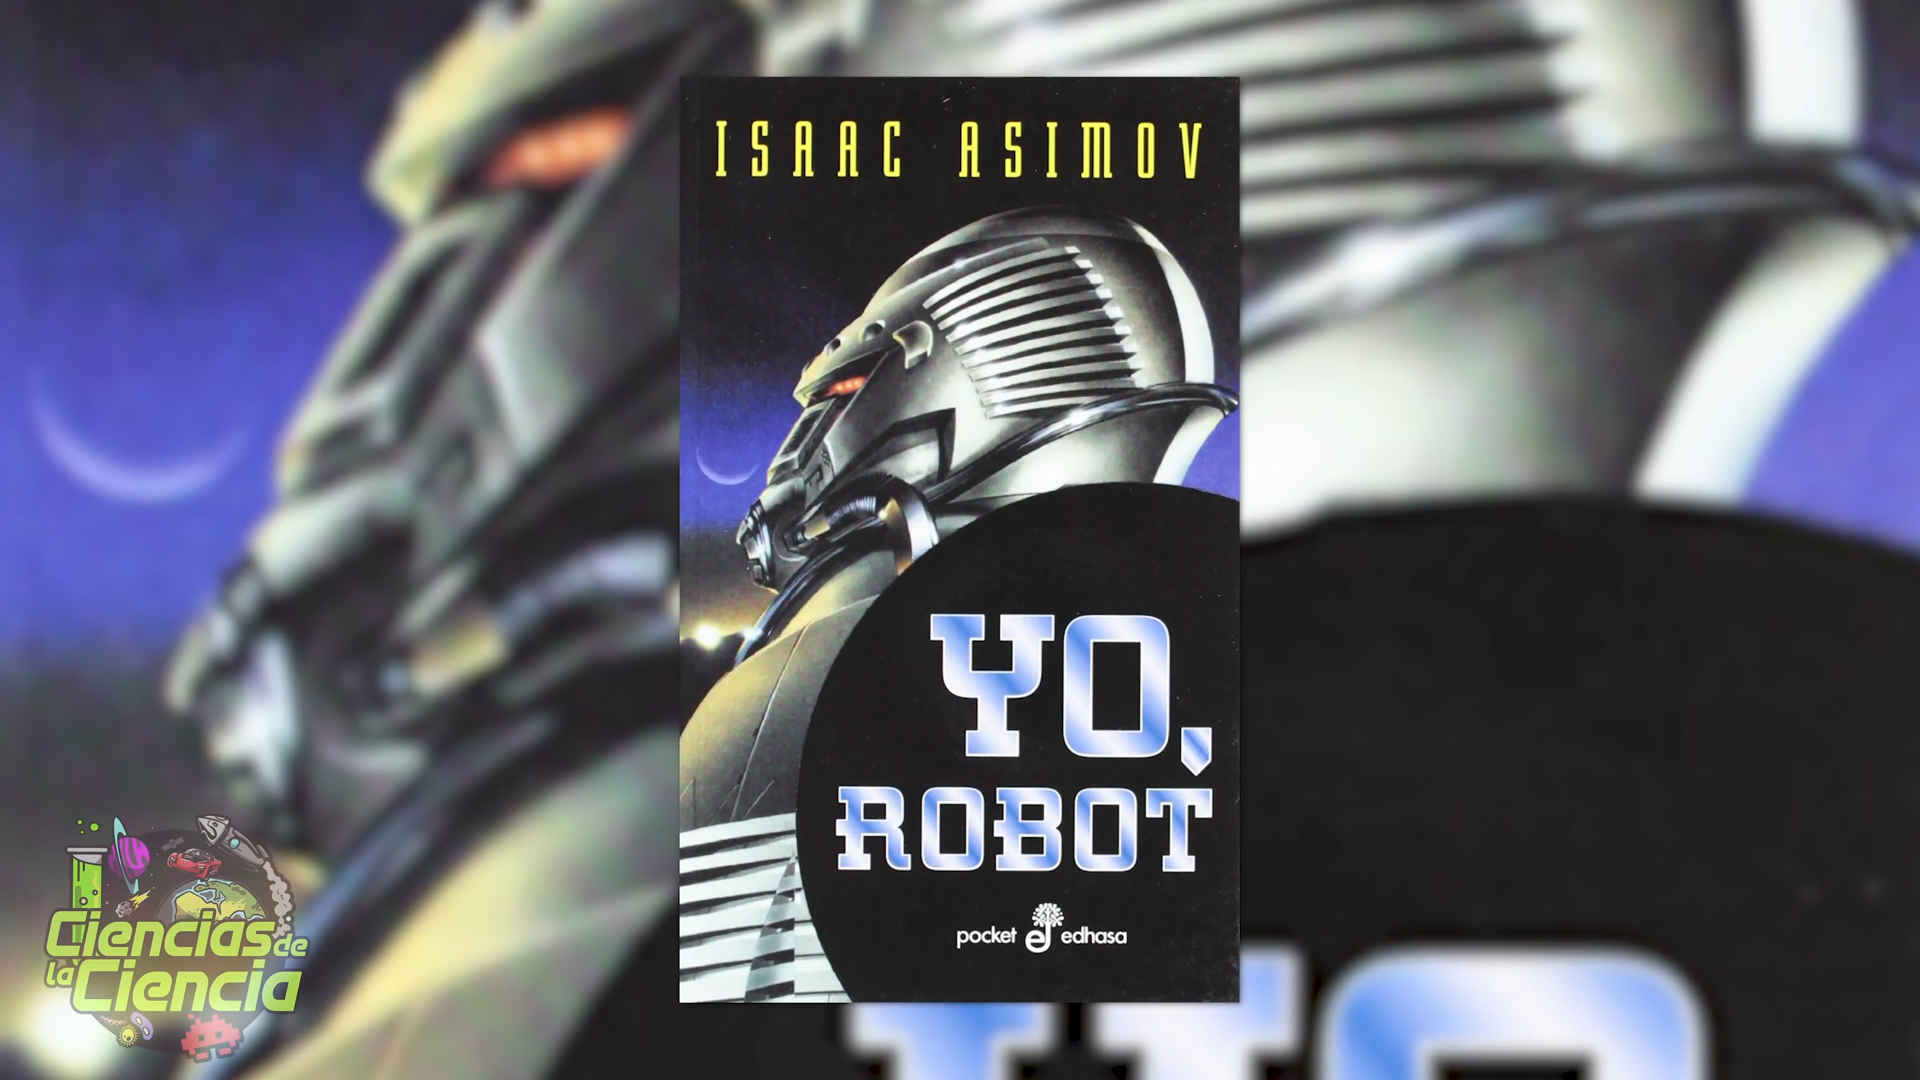 ISAAC ASIMOV
YO,
ROBOT
pocket edhasa
Ciencias de
la Ciencia